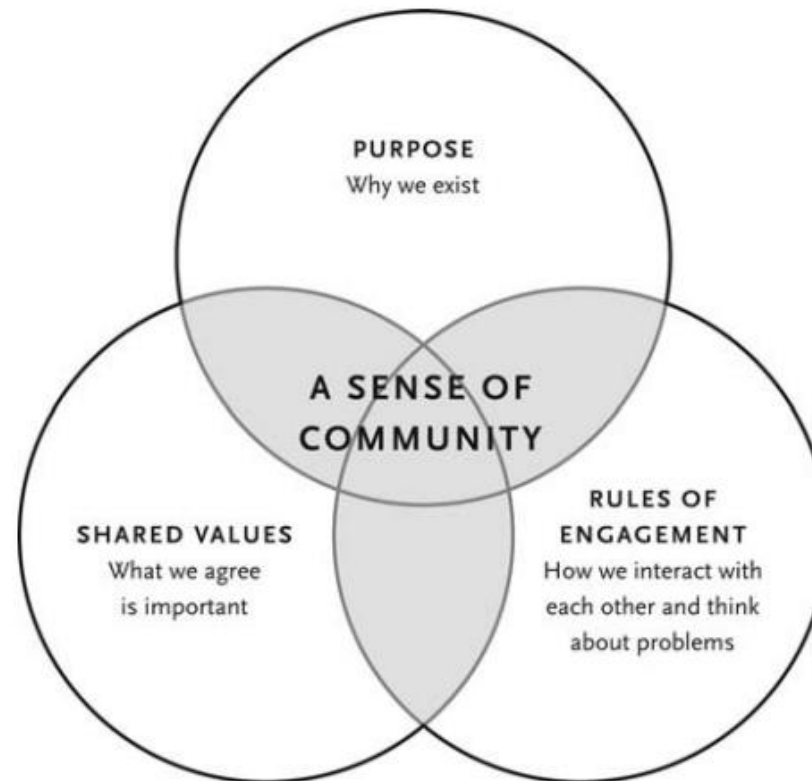 PURPOSE
Why we exist
A SENSE OF
COMMUNITY
SHARED VALUES
What we agree
is important
RULES OF
ENGAGEMENT
How we interact with
each other and think
about problems